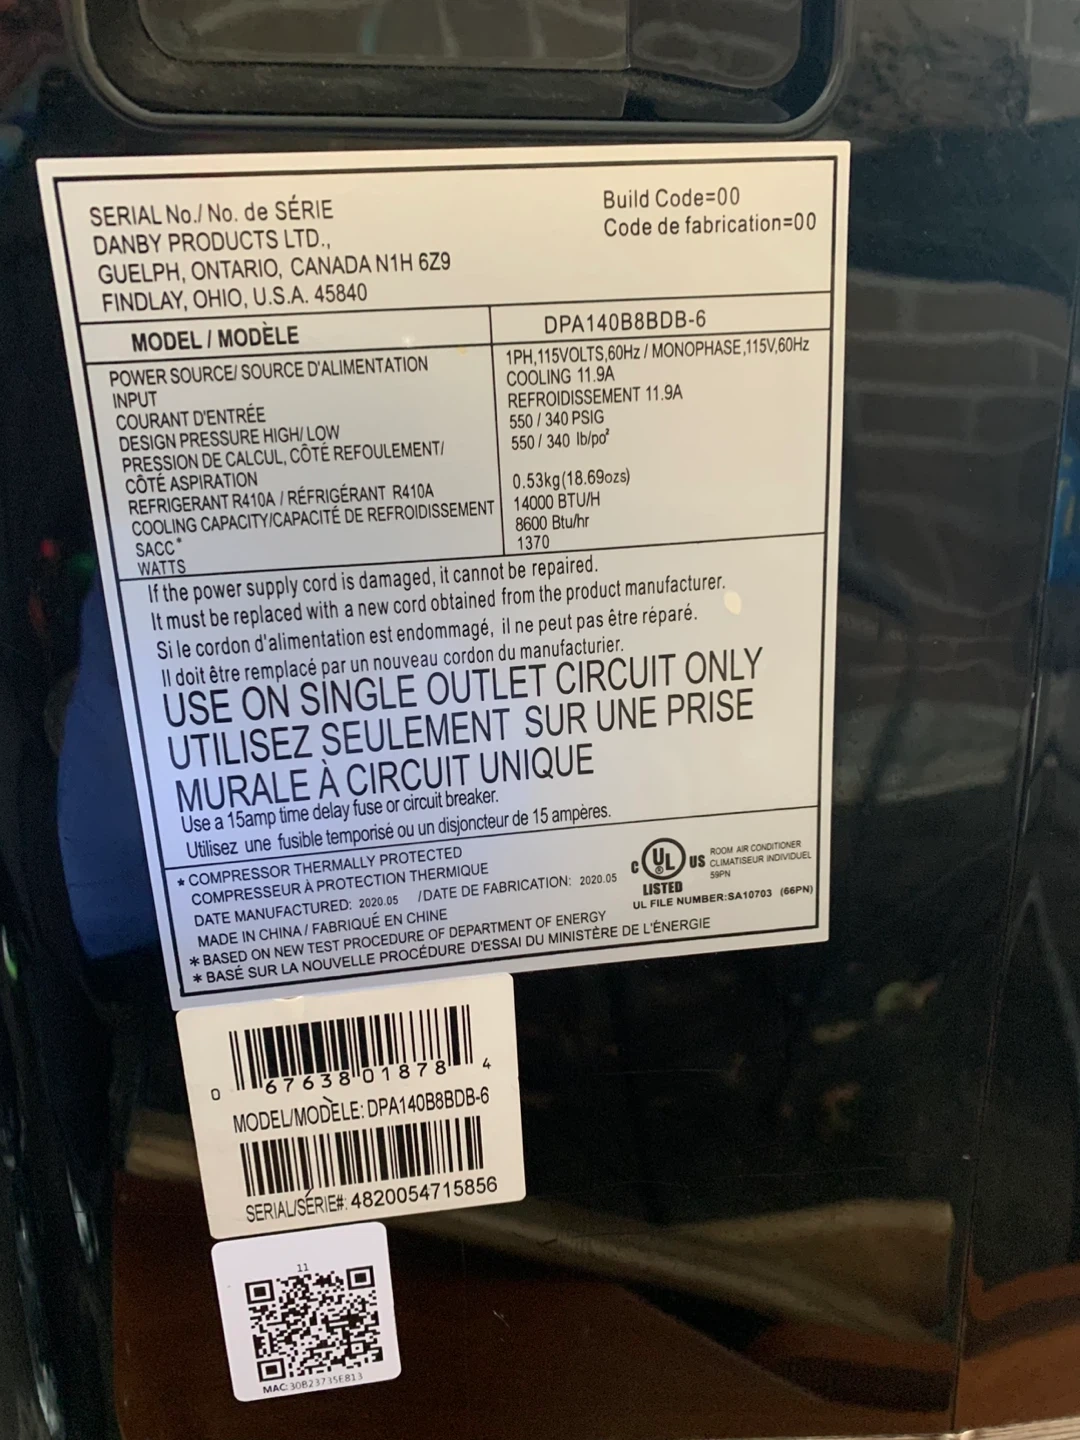 SERIAL No./ No. de SÉRIE
DANBY PRODUCTS LTD.,
GUELPH, ONTARIO, CANADA N1H 6Z9
FINDLAY, OHIO, U.S.A. 45840
Build Code=00
Code de fabrication=00
MODEL / MODÈLE
DPA140B8BDB-6
POWER SOURCE/ SOURCE D'ALIMENTATION
INPUT
COURANT D'ENTRÉE
DESIGN PRESSURE HIGH/ LOW
PRESSION DE CALCUL, CÔTÉ REFOULEMENT/
CÔTÉ ASPIRATION
REFRIGERANT R410A / RÉFRIGÉRANT R410A
COOLING CAPACITY/CAPACITÉ DE REFROIDISSEMENT
SACC*
WATTS
1PH,115VOLTS,60Hz / MONOPHASE,115V,60Hz
COOLING 11.9A
REFROIDISSEMENT 11.9A
550 / 340 PSIG
550 / 340 lb/po²
0.53kg(18.69ozs)
14000 BTU/H
8600 Btu/hr
1370
If the power supply cord is damaged, it cannot be repaired.
It must be replaced with a new cord obtained from the product manufacturer.
Si le cordon d'alimentation est endommagé, il ne peut pas être réparé.
Il doit être remplacé par un nouveau cordon du manufacturier.
USE ON SINGLE OUTLET CIRCUIT ONLY
UTILISEZ SEULEMENT SUR UNE PRISE
MURALE À CIRCUIT UNIQUE
Use a 15amp time delay fuse or circuit breaker.
Utilisez une fusible temporisé ou un disjoncteur de 15 ampères.
* COMPRESSOR THERMALLY PROTECTED
COMPRESSEUR À PROTECTION THERMIQUE
DATE MANUFACTURED: 2020.05 /DATE DE FABRICATION: 2020.05
MADE IN CHINA / FABRIQUÉ EN CHINE
* BASED ON NEW TEST PROCEDURE OF DEPARTMENT OF ENERGY
* BASÉ SUR LA NOUVELLE PROCÉDURE D'ESSAI DU MINISTÈRE DE L'ÉNERGIE
C UL ® US
LISTED
ROOM AIR CONDITIONER
CLIMATISEUR INDIVIDUEL
59PN
UL FILE NUMBER:SA10703 (66PN)
0 67638 01878 4
MODEL/MODÈLE: DPA140B8BDB-6
SERIAL/SÉRIE#: 4820054715856
11
MAC:30B23735E813